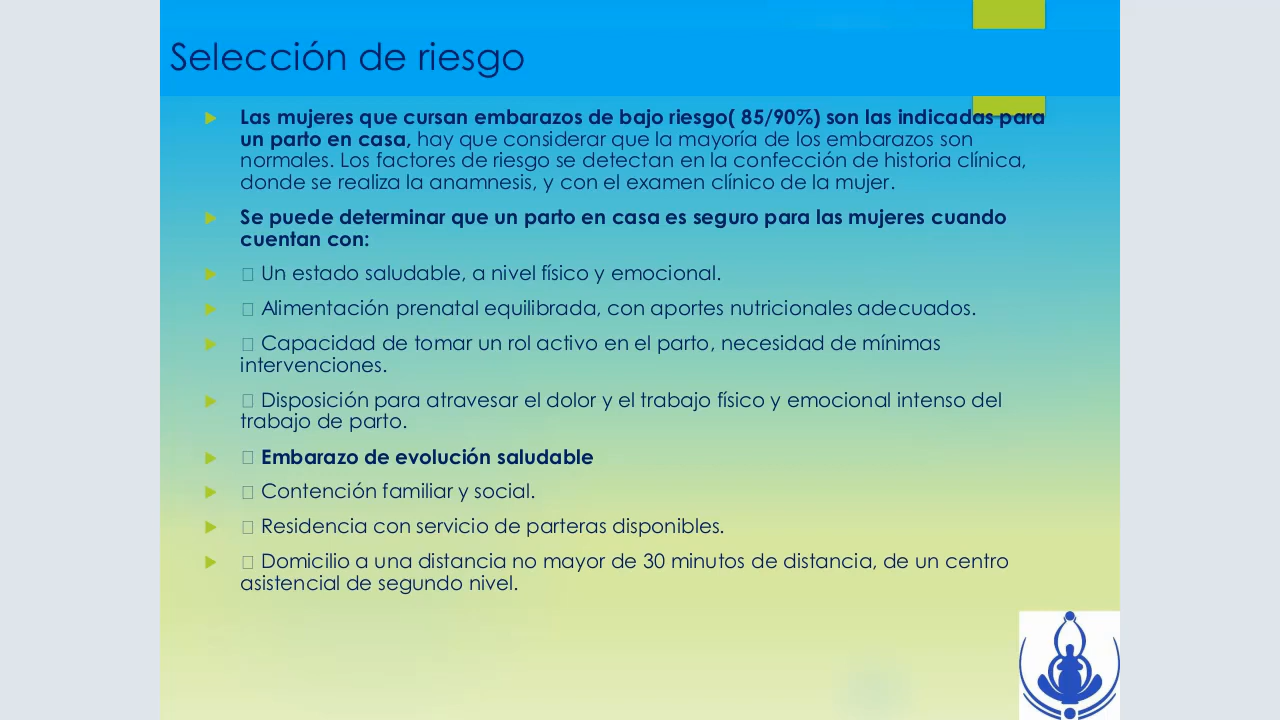 Selección de riesgo
Las mujeres que cursan embarazos de bajo riesgo( 85/90%) son las indicadas para
un parto en casa, hay que considerar que la mayoría de los embarazos son
normales. Los factores de riesgo se detectan en la confección de historia clínica,
donde se realiza la anamnesis, y con el examen clínico de la mujer.
Se puede determinar que un parto en casa es seguro para las mujeres cuando
cuentan con:
Un estado saludable, a nivel físico y emocional.
Alimentación prenatal equilibrada, con aportes nutricionales adecuados.
Capacidad de tomar un rol activo en el parto, necesidad de mínimas
intervenciones.
Disposición para atravesar el dolor y el trabajo físico y emocional intenso del
trabajo de parto.
Embarazo de evolución saludable
Contención familiar y social.
Residencia con servicio de parteras disponibles.
Domicilio a una distancia no mayor de 30 minutos de distancia, de un centro
asistencial de segundo nivel.